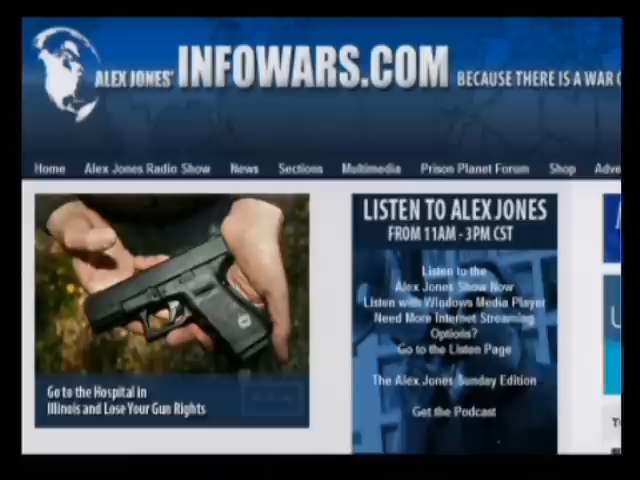 ALEX JONES' INFOWARS.COM BECAUSE THERE IS A WAR
Home Alex Jones Radio Show News Sections Multimedia Prison Planet Forum Shop Adve
LISTEN TO ALEX JONES
FROM 11AM - 3PM CST
Listen to the
Alex Jones Show Now
Listen with Windows Media Player
Need More Internet Streaming
Options?
Go to the Listen Page
The Alex Jones Sunday Edition
Get the Podcast
Go to the Hospital in
Illinois and Lose Your Gun Rights